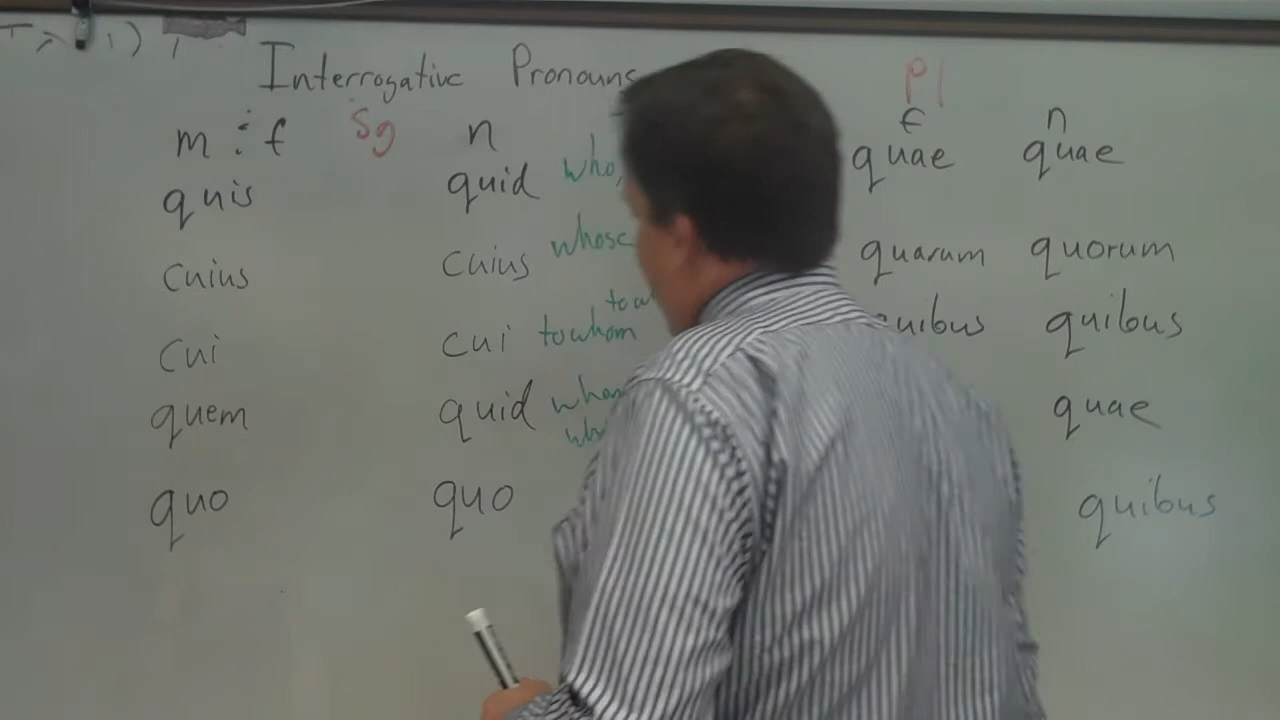 Interrogative Pronouns
Sg Pl
m : f n f n
quis quid who, quae quae
cuius cuius whose quarum quorum
cui cui to whom quibus quibus
quem quid quae
quo quo quibus